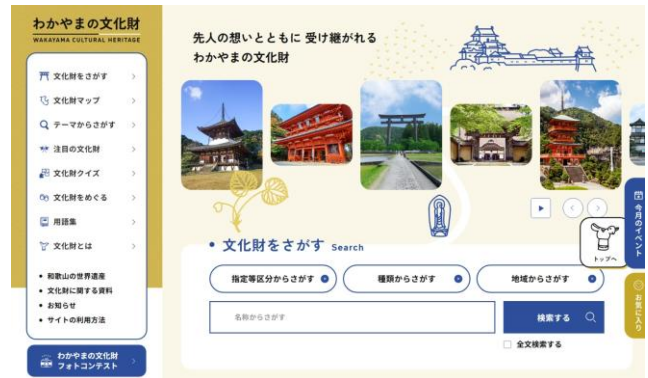 わかやまの文化財
WAKAYAMA CULTURAL HERITAGE
文化財をさがす
文化財マップ
テーマからさがす
注目の文化財
文化財クイズ
文化財をめぐる
用語集
文化財とは
和歌山の世界遺産
文化財に関する資料
お知らせ
サイトの利用方法
わかやまの文化財
フォトコンテスト
先人の想いとともに 受け継がれる
わかやまの文化財
文化財をさがす Search
指定等区分からさがす
種類からさがす
地域からさがす
名称からさがす
検索する
全文検索する
今月のイベント
トップへ
お気に入り